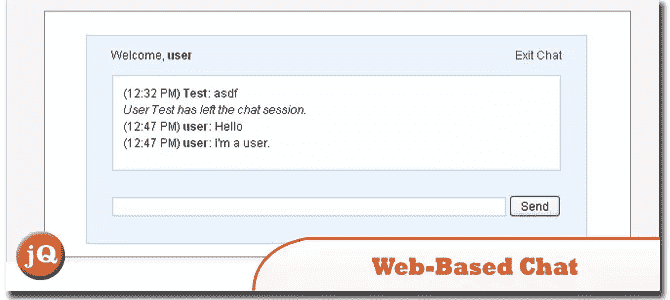 Welcome, user
Exit Chat
(12:32 PM) Test: asdf
User Test has left the chat session.
(12:47 PM) user: Hello
(12:47 PM) user: I'm a user.
Send
jQ
Web-Based Chat